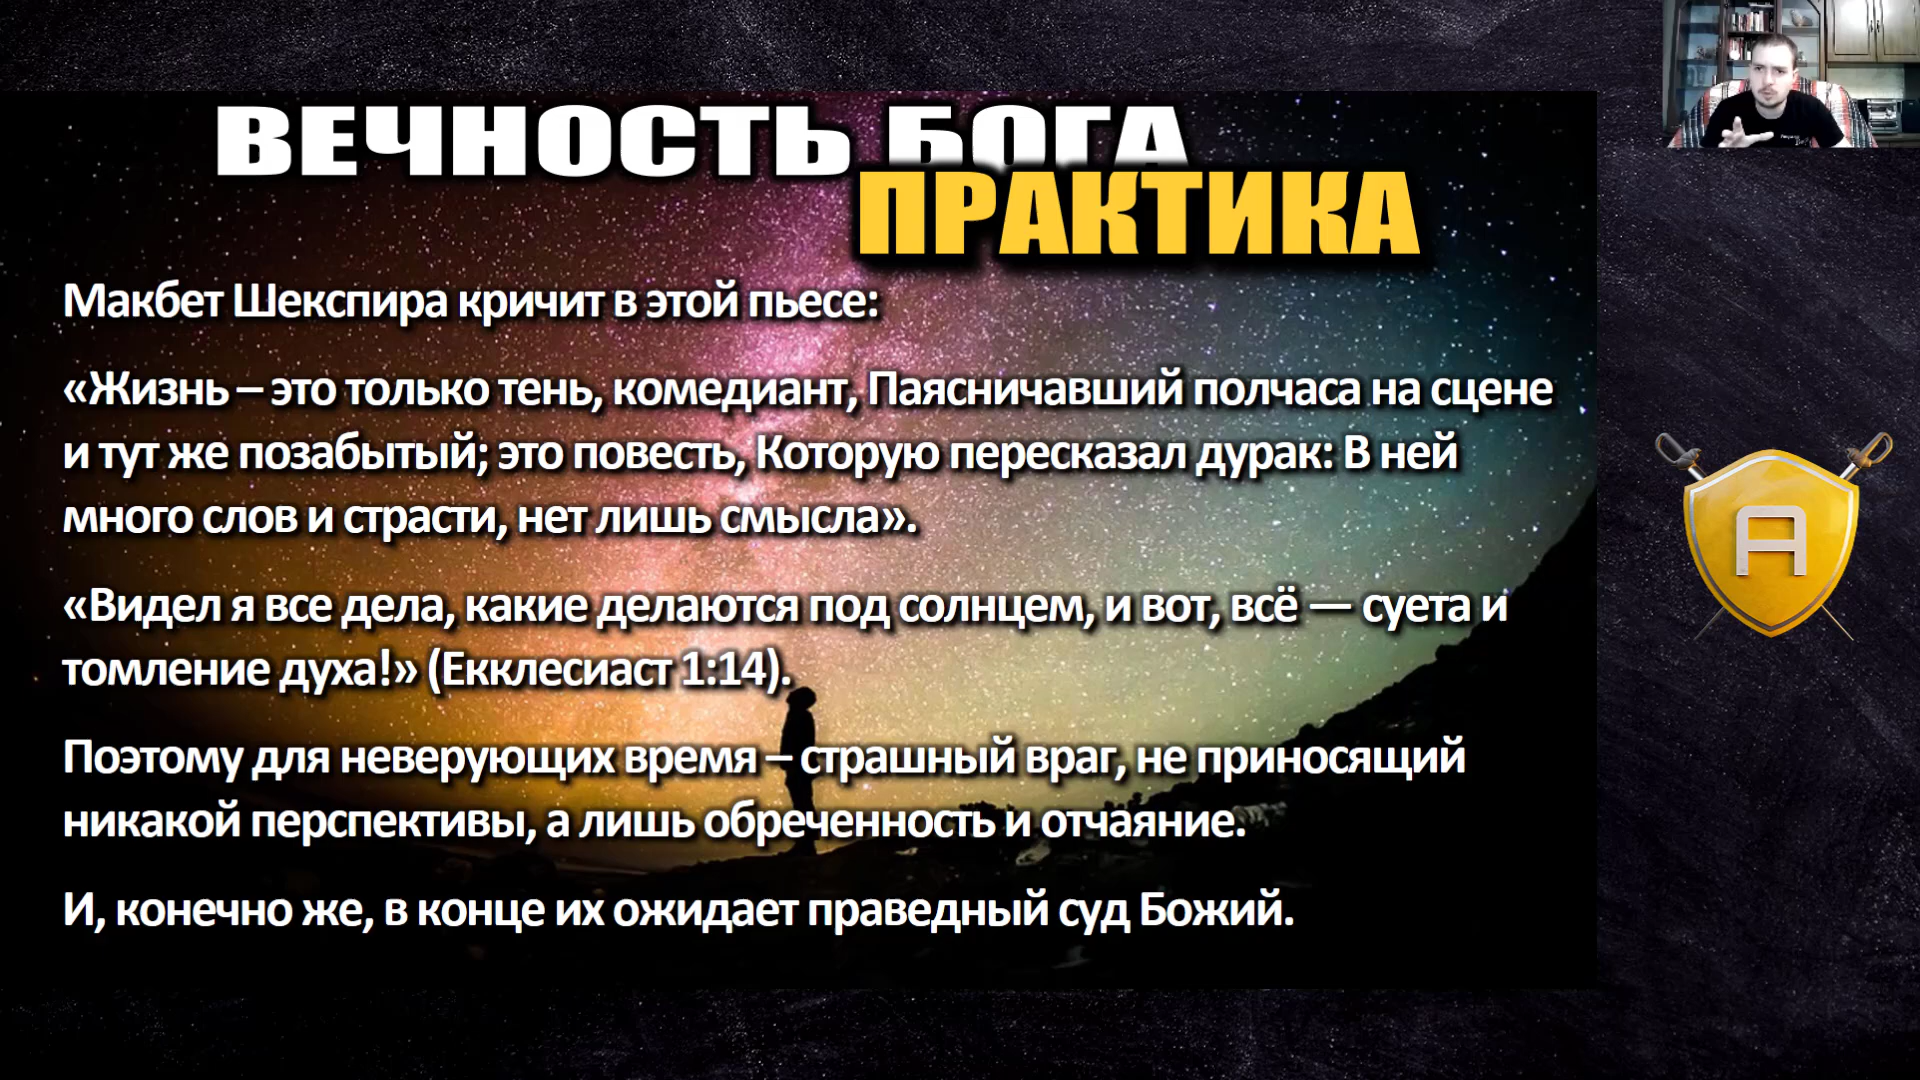 ВЕЧНОСТЬ БОГА
ПРАКТИКА
Макбет Шекспира кричит в этой пьесе:
«Жизнь – это только тень, комедиант, Паясничавший полчаса на сцене
и тут же позабытый; это повесть, Которую пересказал дурак: В ней
много слов и страсти, нет лишь смысла».
«Видел я все дела, какие делаются под солнцем, и вот, всё — суета и
томление духа!» (Екклесиаст 1:14).
Поэтому для неверующих время – страшный враг, не приносящий
никакой перспективы, а лишь обреченность и отчаяние.
И, конечно же, в конце их ожидает праведный суд Божий.
A